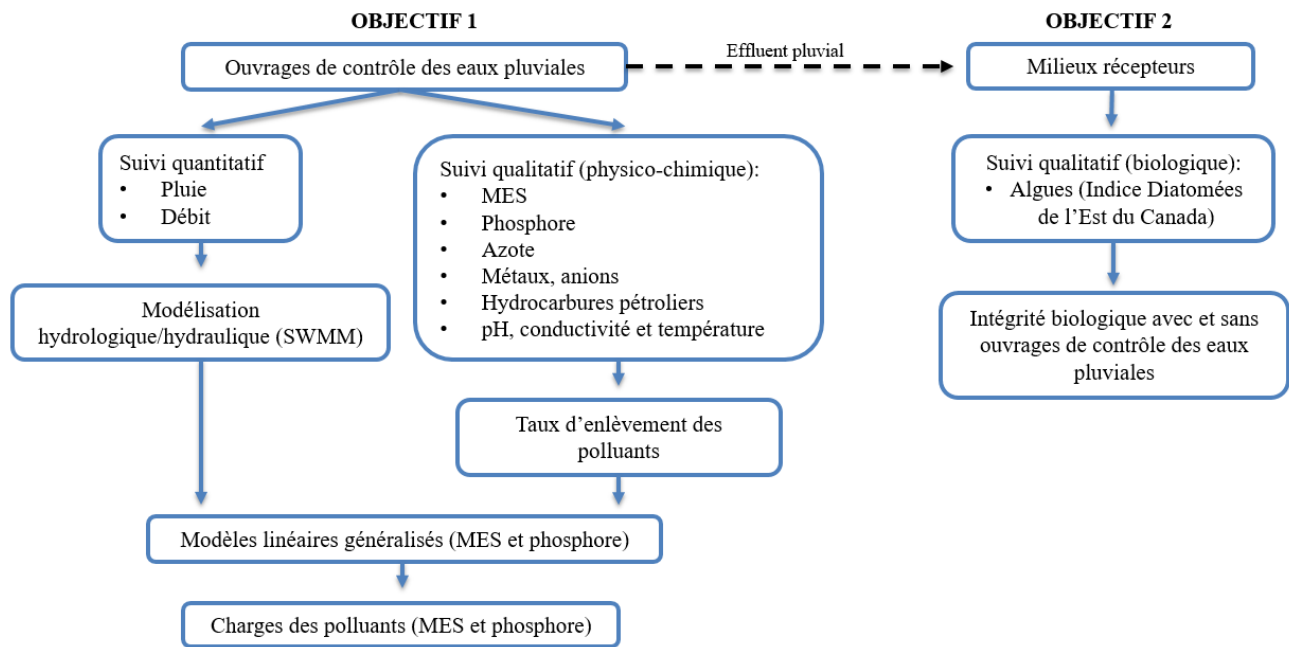 OBJECTIF 1
Ouvrages de contrôle des eaux pluviales
Suivi quantitatif
• Pluie
• Débit
Modélisation
hydrologique/hydraulique (SWMM)
Suivi qualitatif (physico-chimique):
• MES
• Phosphore
• Azote
• Métaux, anions
• Hydrocarbures pétroliers
• pH, conductivité et température
Taux d’enlèvement des
polluants
Modèles linéaires généralisés (MES et phosphore)
Charges des polluants (MES et phosphore)
Effluent pluvial
OBJECTIF 2
Milieux récepteurs
Suivi qualitatif (biologique):
• Algues (Indice Diatomées
de l’Est du Canada)
Intégrité biologique avec et sans
ouvrages de contrôle des eaux
pluviales